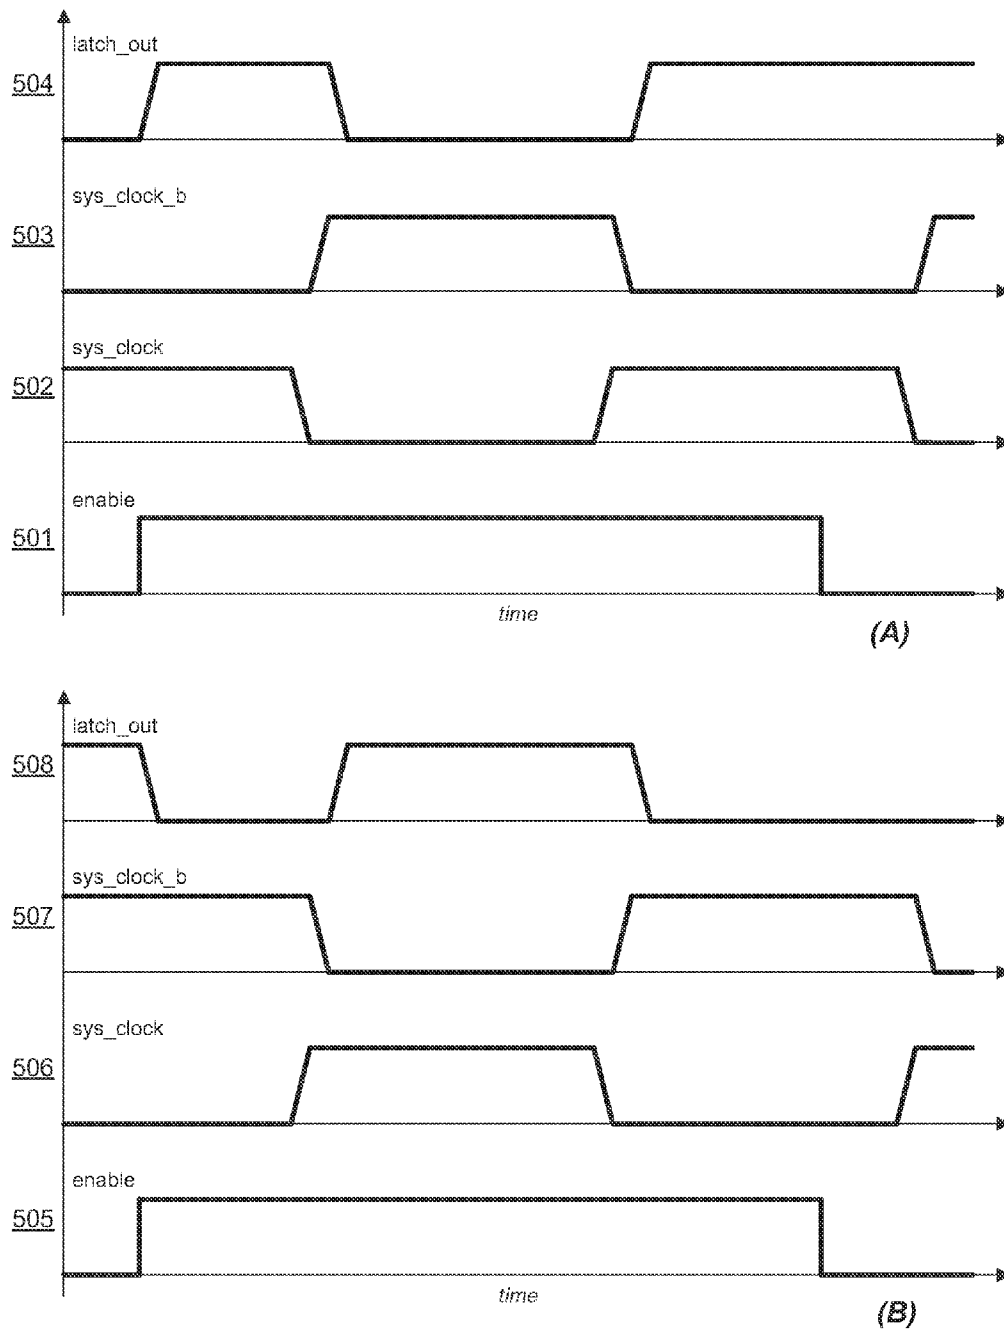 latch_out
504
sys_clock_b
503
sys_clock
502
enable
501
time
(A)
latch_out
508
sys_clock_b
507
sys_clock
506
enable
505
time
(B)